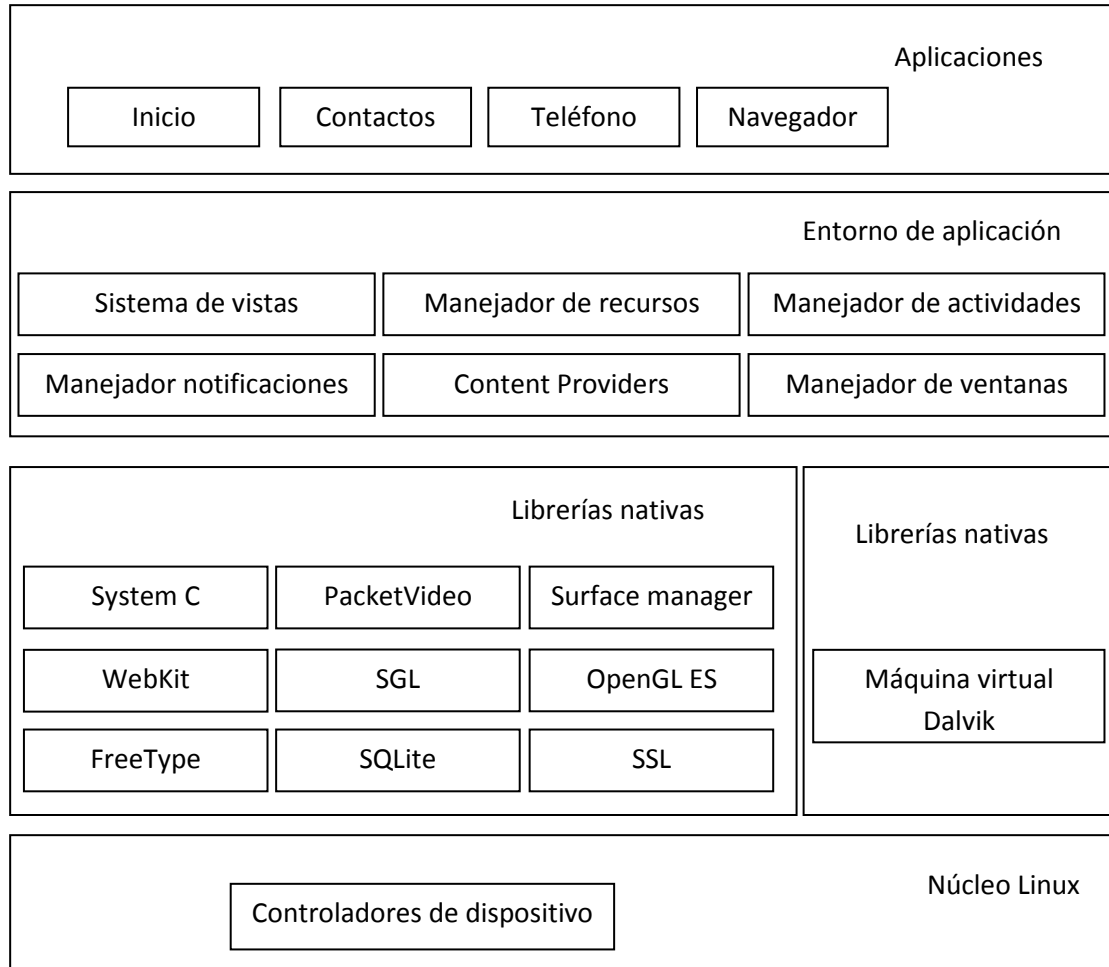 Aplicaciones
Inicio
Contactos
Teléfono
Navegador
Entorno de aplicación
Sistema de vistas
Manejador de recursos
Manejador de actividades
Manejador notificaciones
Content Providers
Manejador de ventanas
Librerías nativas
System C
PacketVideo
Surface manager
WebKit
SGL
OpenGL ES
FreeType
SQLite
SSL
Librerías nativas
Máquina virtual
Dalvik
Núcleo Linux
Controladores de dispositivo